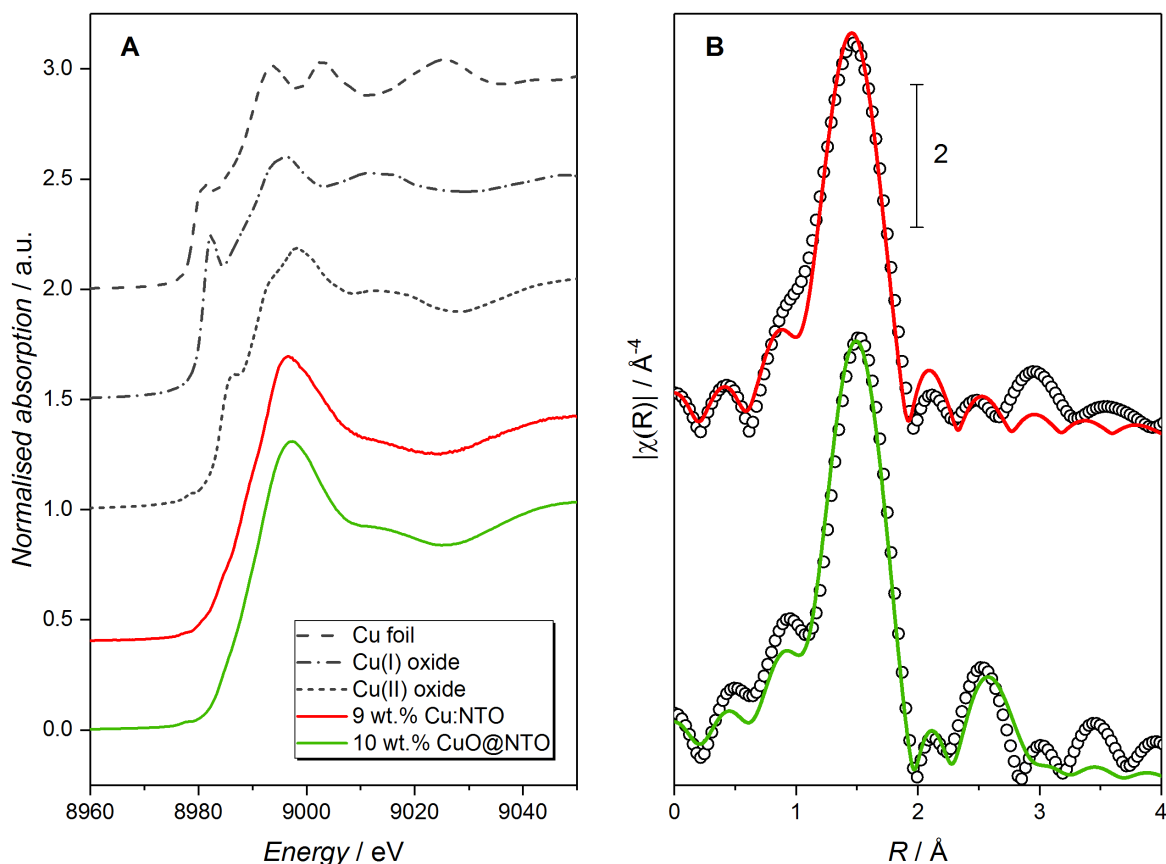 A
3.0
2.5
2.0
1.5
1.0
0.5
0.0
Normalised absorption / a.u.
8960
8980
9000
9020
9040
Energy / eV
Cu foil
Cu(I) oxide
Cu(II) oxide
9 wt.% Cu:NTO
10 wt.% CuO@NTO
B
2
|χ(R)| / Å-4
0
1
2
3
4
R / Å